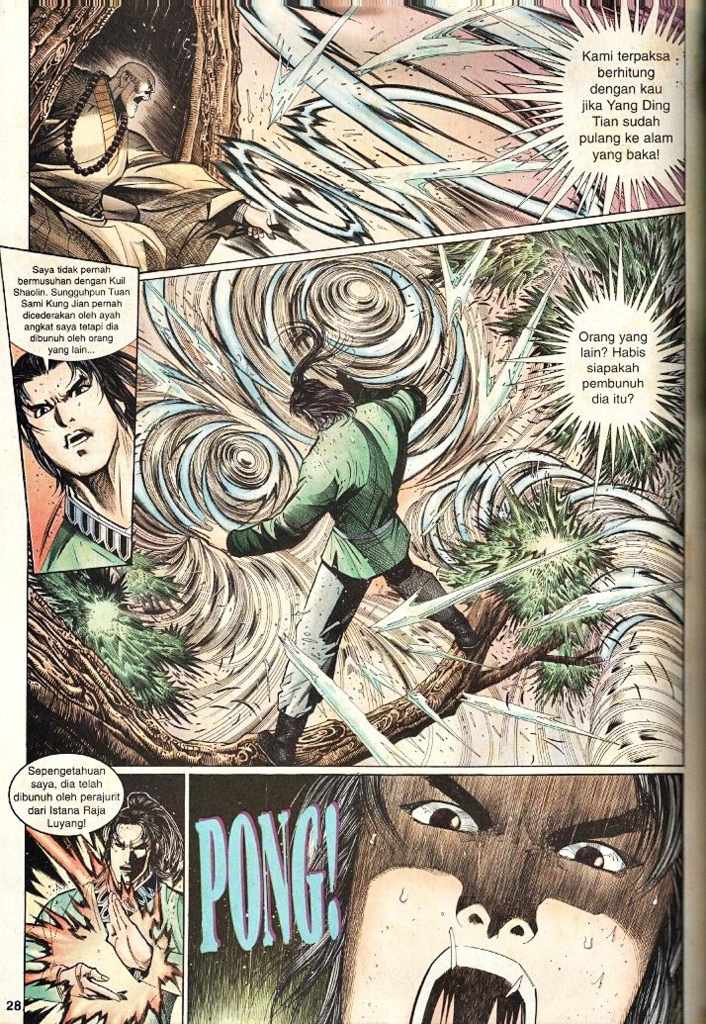 Kami terpaksa
berhitung
dengan kau
jika Yang Ding
Tian sudah
pulang ke alam
yang baka!
Saya tidak pernah
bermusuhan dengan Kuil
Shaolin. Sungguhpun Tuan
Sami Kung Jian pernah
dicederakan oleh ayah
angkat saya tetapi dia
dibunuh oleh orang
yang lain...
Orang yang
lain? Habis
siapakah
pembunuh
dia itu?
Sepengetahuan
saya, dia telah
dibunuh oleh perajurit
dari Istana Raja
Luyang!
PONG!
28